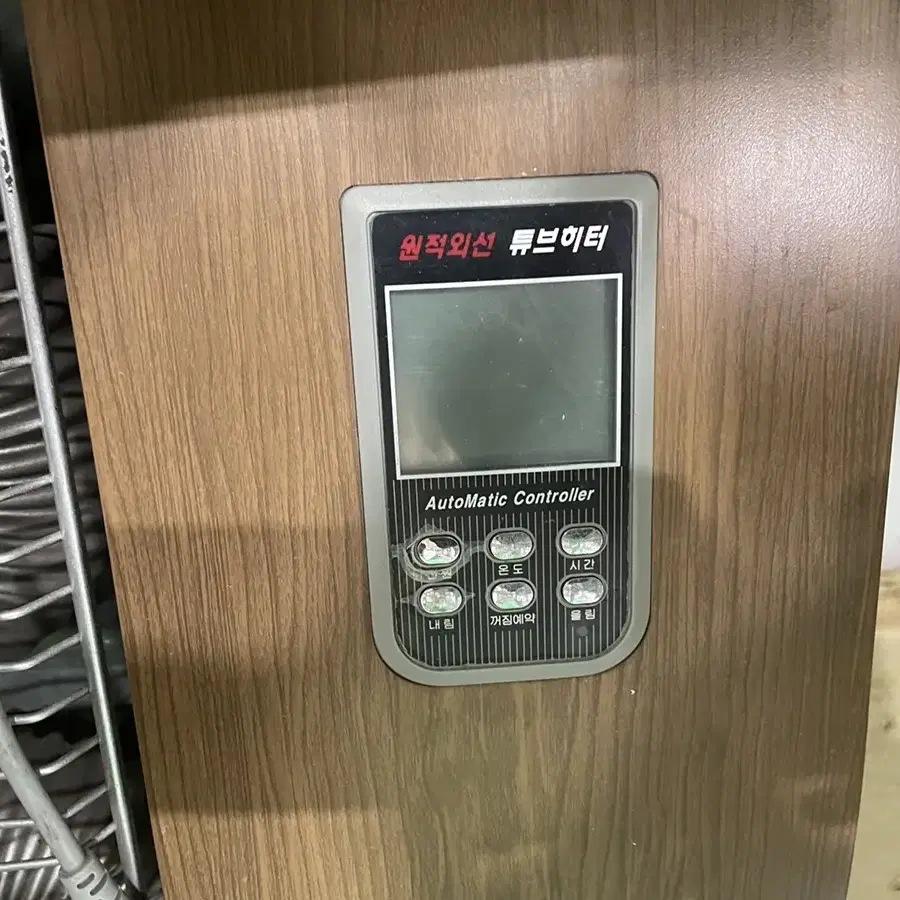 원적외선 튜브히터
AutoMatic Controller
온도 시간
내림 꺼짐예약 올림